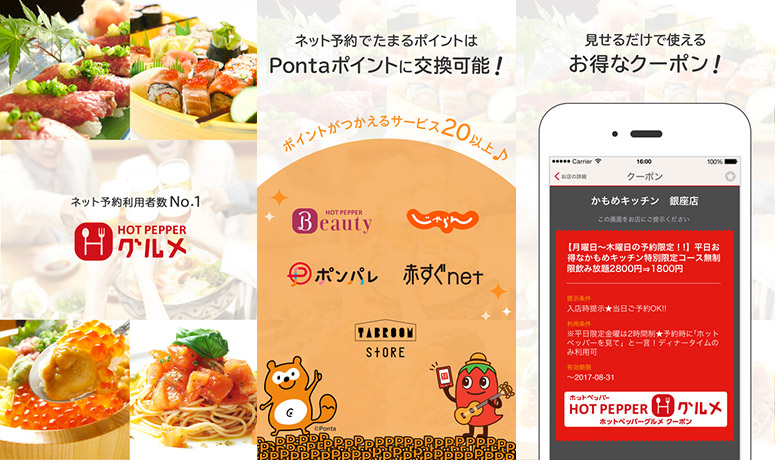 ネット予約利用者数No.1
HOT PEPPER
グルメ
ネット予約でたまるポイントは
Pontaポイントに交換可能！
ポイントがつかえるサービス20以上♪
HOT PEPPER
Beauty
じゃらん
ポンパレ
赤すぐnet
TABROOM
StORE
©Ponta
見せるだけで使える
お得なクーポン！
Carrier
16:00
100%
お店の詳細
クーポン
かもめキッチン 銀座店
この画面をお店にご提示ください
【月曜日〜木曜日の予約限定！！】平日お
得なかもめキッチン特別限定コース無制
限飲み放題2800円⇒1800円
提示条件
入店時提示★当日ご予約OK!!
利用条件
※平日限定金曜は2時間制★予約時に「ホット
ペッパーを見て」と一言！ディナータイムの
み利用可
有効期限
〜2017-08-31
ホットペッパー
HOT PEPPER グルメ
ホットペッパーグルメ クーポン